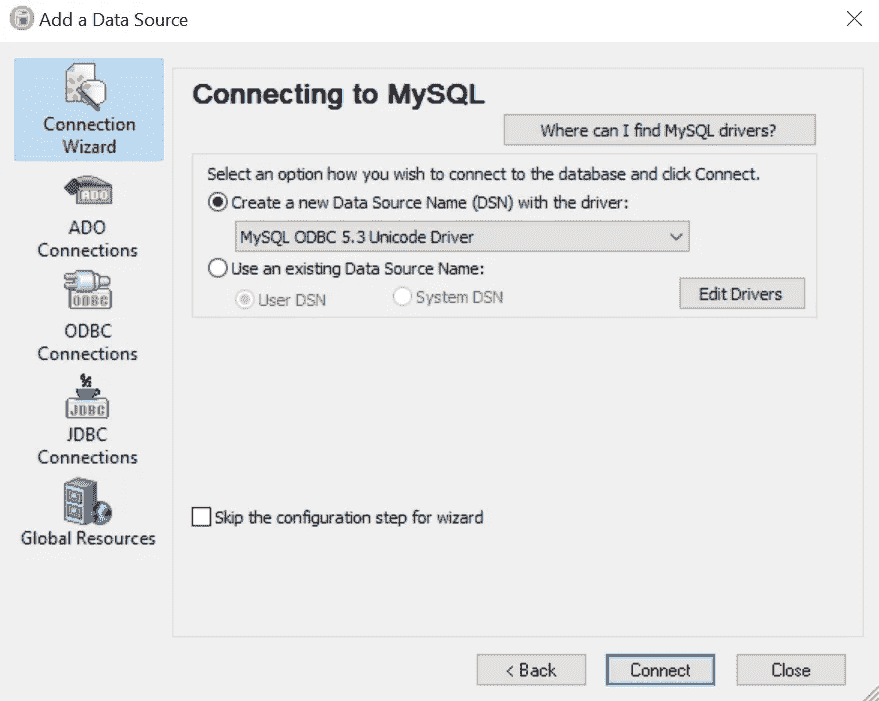 Add a Data Source
Connection
Wizard
ADO
ADO
Connections
ODBC
ODBC
Connections
JDBC
JDBC
Connections
Global Resources
Connecting to MySQL
Where can I find MySQL drivers?
Select an option how you wish to connect to the database and click Connect.
Create a new Data Source Name (DSN) with the driver:
MySQL ODBC 5.3 Unicode Driver
Use an existing Data Source Name:
User DSN
System DSN
Edit Drivers
Skip the configuration step for wizard
< Back
Connect
Close